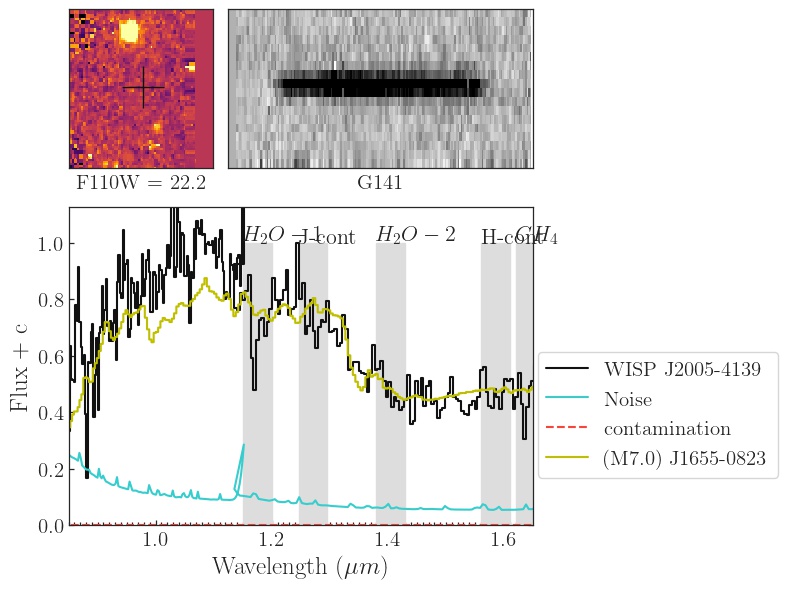 F110W = 22.2
G141
H₂O − 1
J-cont
H₂O − 2
H-cont
CH₄
1.0
0.8
0.6
0.4
0.2
0.0
Flux + c
1.0
1.2
1.4
1.6
Wavelength (μm)
WISP J2005-4139
Noise
contamination
(M7.0) J1655-0823